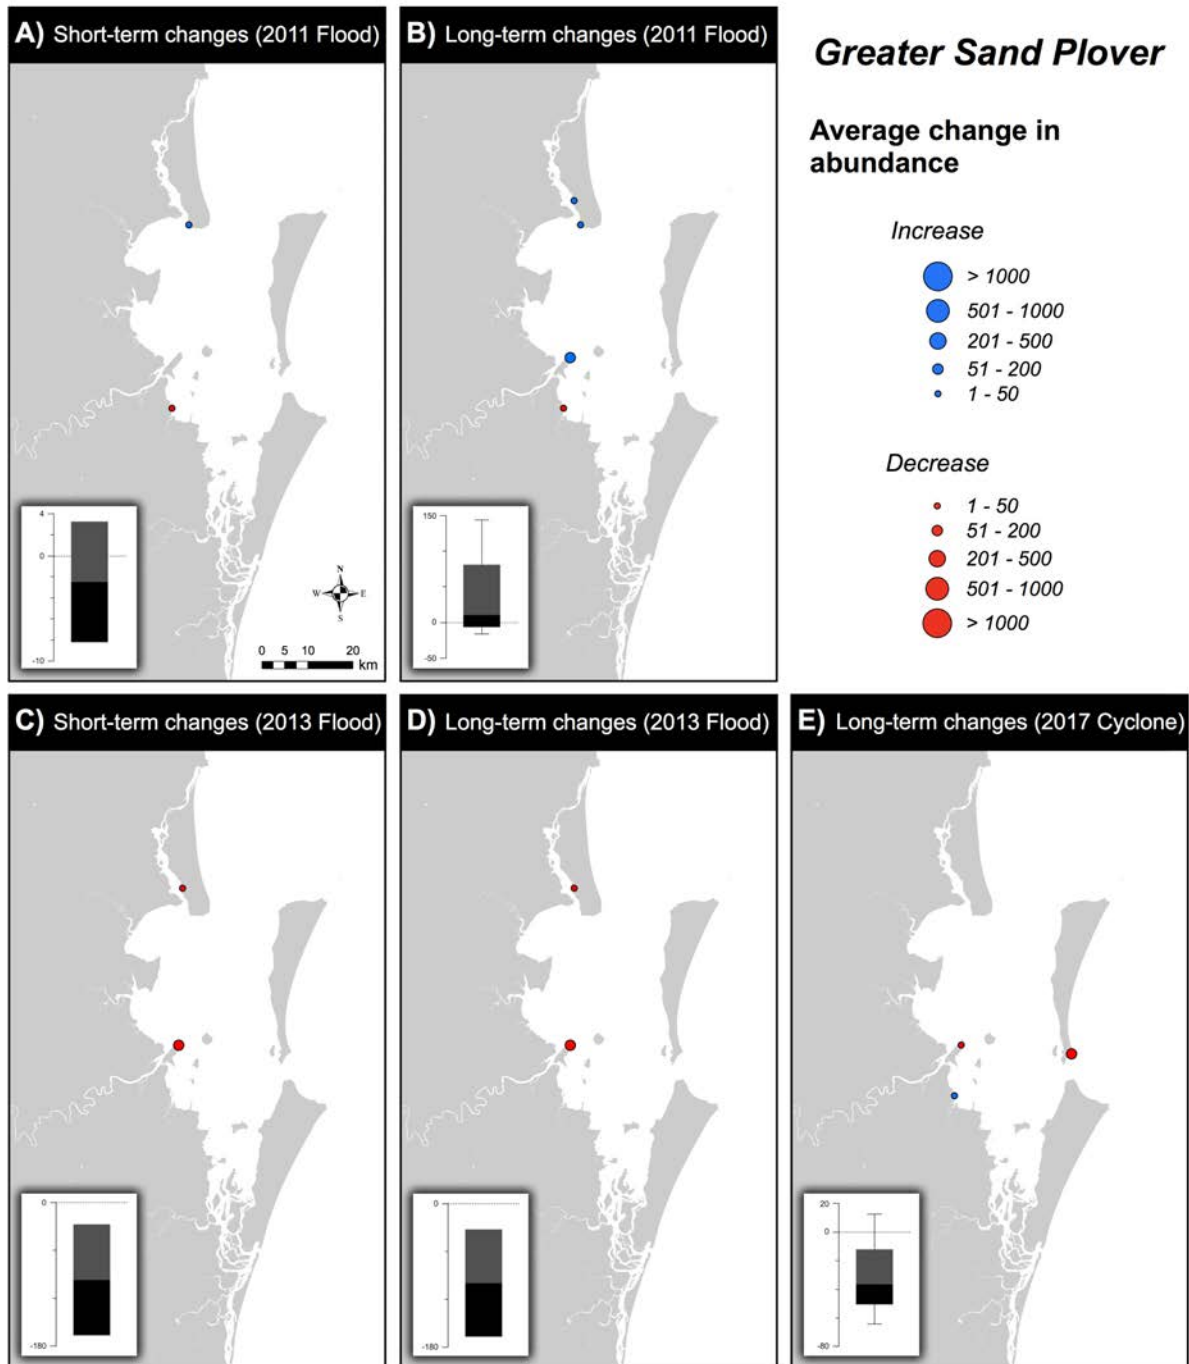 A) Short-term changes (2011 Flood)
B) Long-term changes (2011 Flood)
Greater Sand Plover
Average change in
abundance
Increase
> 1000
501 - 1000
201 - 500
51 - 200
1 - 50
Decrease
1 - 50
51 - 200
201 - 500
501 - 1000
> 1000
4
0
-10
N
W E
S
0 5 10 20
km
150
0
-50
C) Short-term changes (2013 Flood)
D) Long-term changes (2013 Flood)
E) Long-term changes (2017 Cyclone)
0
-180
0
-180
20
0
-80